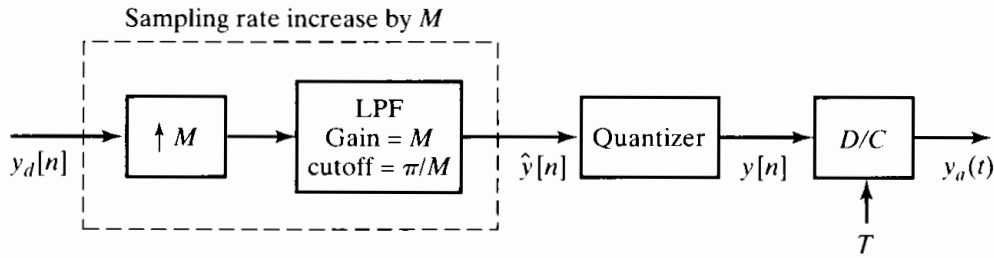 Sampling rate increase by M
LPF
Gain = M
cutoff = π/M
↑ M
Quantizer
D/C
y_d[n]
ŷ[n]
y[n]
y_a(t)
T